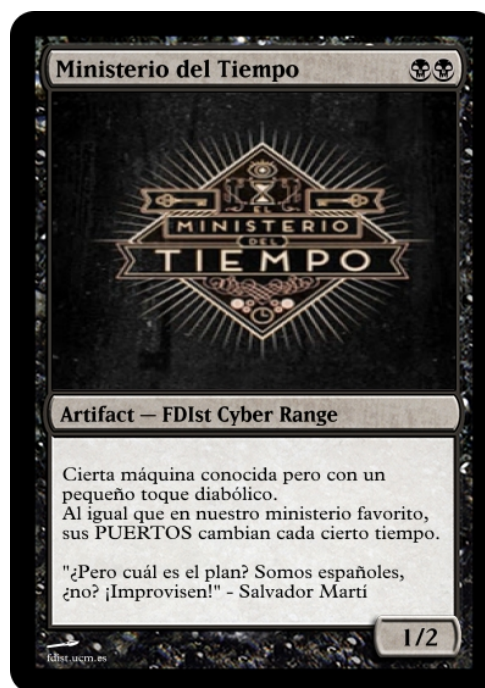 Ministerio del Tiempo
EL
MINISTERIO
DEL
TIEMPO
Artifact — FDIst Cyber Range
Cierta máquina conocida pero con un
pequeño toque diabólico.
Al igual que en nuestro ministerio favorito,
sus PUERTOS cambian cada cierto tiempo.
"¿Pero cuál es el plan? Somos españoles,
¿no? ¡Improvisen!" - Salvador Martí
1/2
fdist.ucm.es